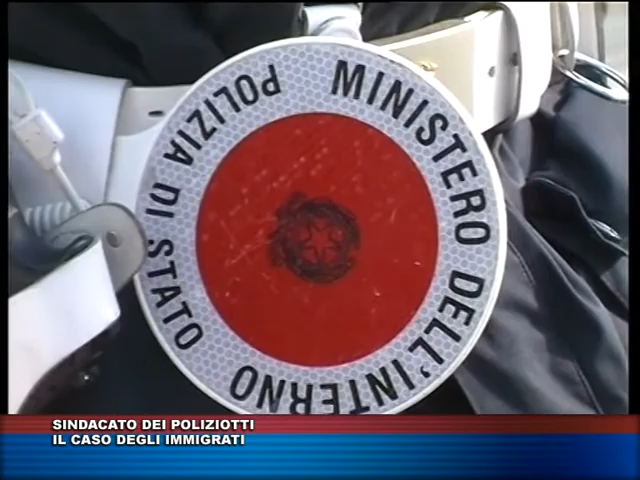 MINISTERO DELL'INTERNO
POLIZIA DI STATO
SINDACATO DEI POLIZIOTTI
IL CASO DEGLI IMMIGRATI